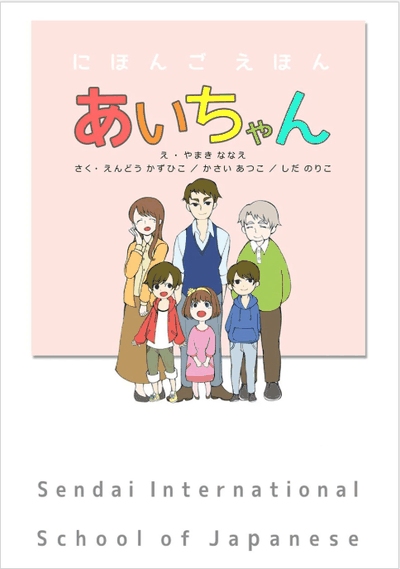 にほんごえほん
あいちゃん
え・やまき ななえ
さく・えんどう かずひこ／かさい あつこ／しだ のりこ
Sendai International
School of Japanese